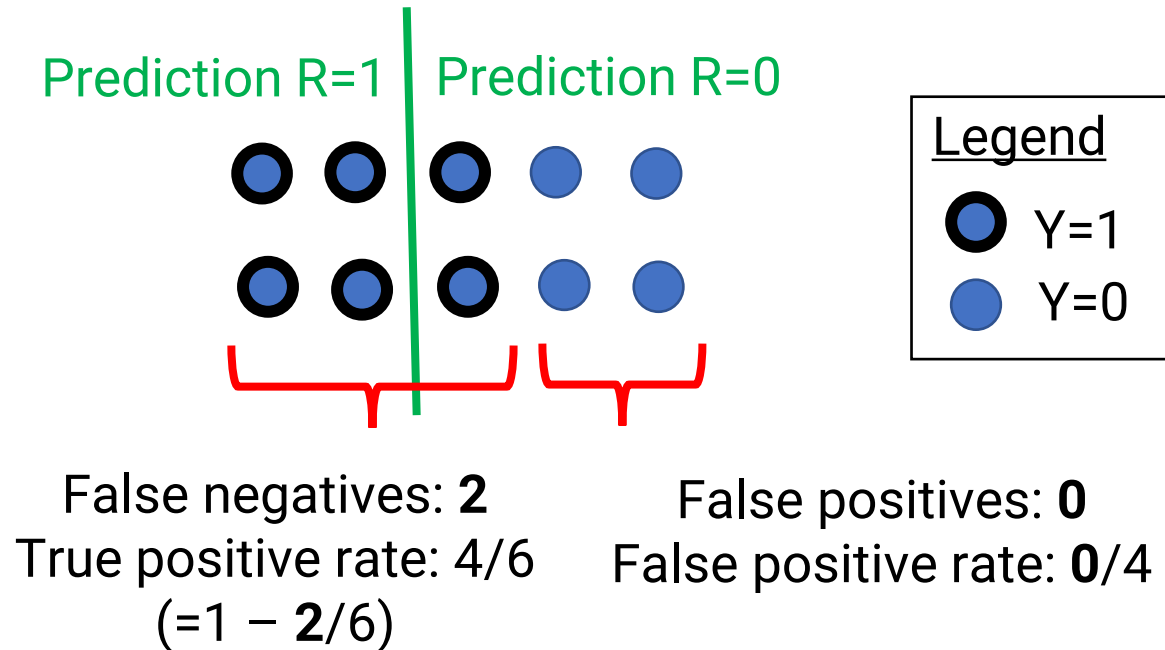 Prediction R=1
Prediction R=0
Legend
Y=1
Y=0
False negatives: 2
True positive rate: 4/6
(=1 – 2/6)
False positives: 0
False positive rate: 0/4